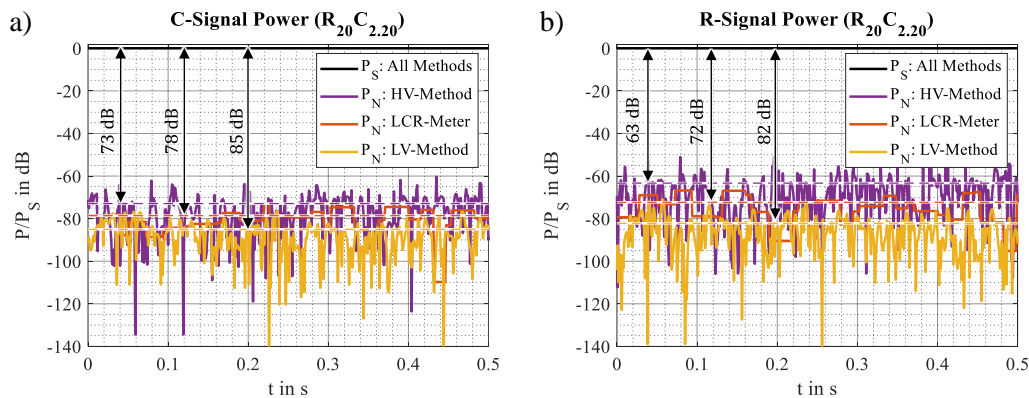 a)
C-Signal Power (R20C2.20)
0
-20
-40
-60
-80
-100
-120
-140
P/PS in dB
73 dB
78 dB
85 dB
PS: All Methods
PN: HV-Method
PN: LCR-Meter
PN: LV-Method
0 0.1 0.2 0.3 0.4 0.5
t in s
b)
R-Signal Power (R20C2.20)
0
-20
-40
-60
-80
-100
-120
-140
P/PS in dB
63 dB
72 dB
82 dB
PS: All Methods
PN: HV-Method
PN: LCR-Meter
PN: LV-Method
0 0.1 0.2 0.3 0.4 0.5
t in s